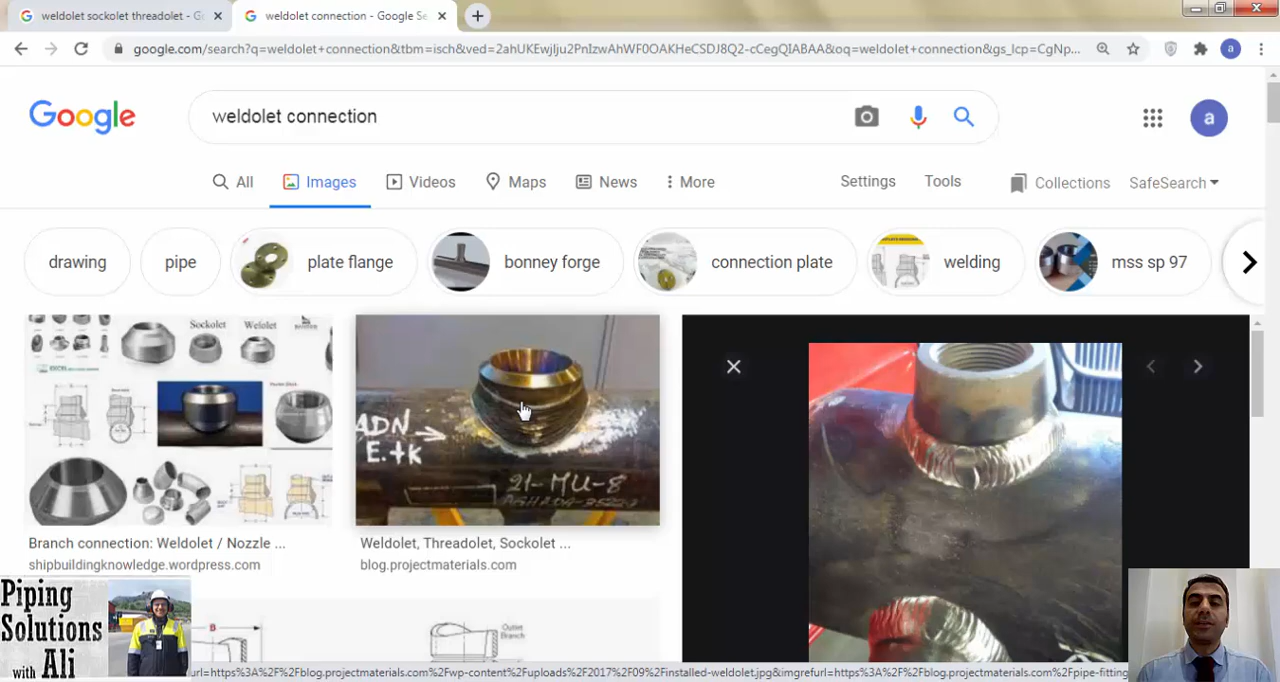 weldolet sockolet threadolet - G
weldolet connection - Google Se
google.com/search?q=weldolet+connection&tbm=isch&ved=2ahUKEwjlju2PnIzwAhWF0OAKHeCSDJ8Q2-cCegQIABAA&oq=weldolet+connection&gs_lcp=CgNp...
a
Google
weldolet connection
a
All
Images
Videos
Maps
News
More
Settings
Tools
Collections
SafeSearch
drawing
pipe
plate flange
bonney forge
connection plate
welding
mss sp 97
Sockolet
Welolet
ADN
E.+K
21-MU-8
Branch connection: Weldolet / Nozzle ...
shipbuildingknowledge.wordpress.com
Weldolet, Threadolet, Sockolet ...
blog.projectmaterials.com
Piping
Solutions
with Ali
B
Outlet
Branch
url=https%3A%2F%2Fblog.projectmaterials.com%2Fwp-content%2Fuploads%2F2017%2F09%2Finstalled-weldolet.jpg&imgrefurl=https%3A%2F%2Fblog.projectmaterials.com%2Fpipe-fitting